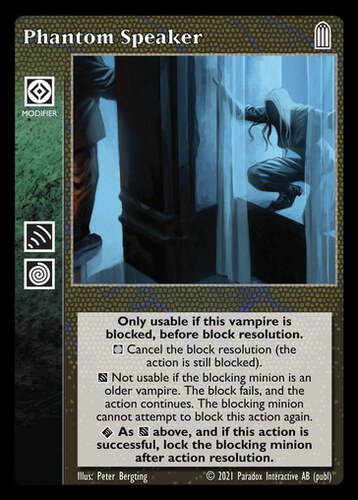 Phantom Speaker
MODIFIER
Only usable if this vampire is
blocked, before block resolution.
Cancel the block resolution (the
action is still blocked).
Not usable if the blocking minion is an
older vampire. The block fails, and the
action continues. The blocking minion
cannot attempt to block this action again.
As above, and if this action is
successful, lock the blocking minion
after action resolution.
Illus: Peter Bergting © 2021 Paradox Interactive AB (publ)